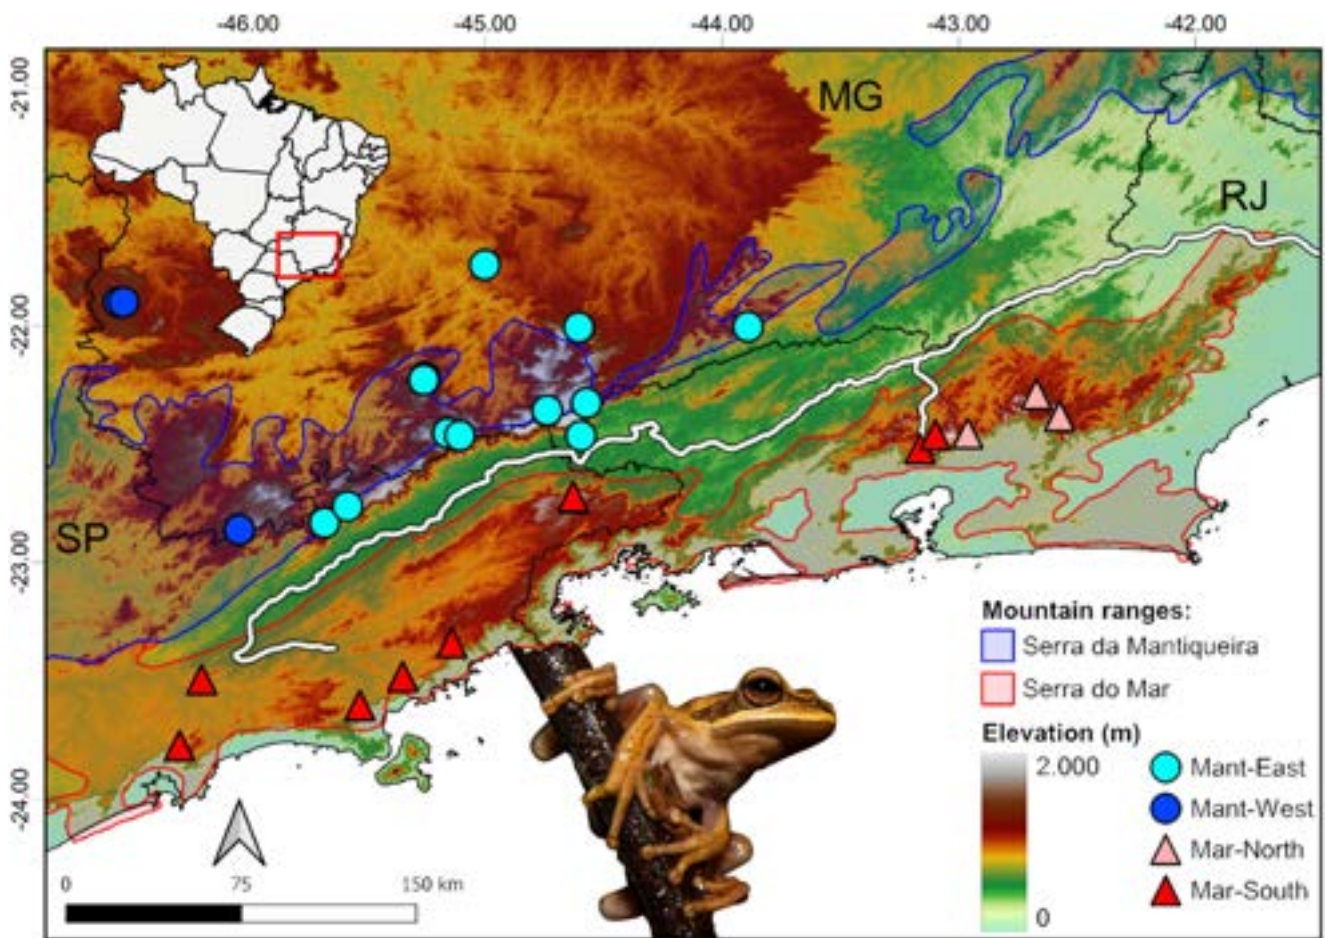 -46.00 -45.00 -44.00 -43.00 -42.00
-21.00
MG
RJ
-22.00
SP
-23.00
Mountain ranges:
Serra da Mantiqueira
Serra do Mar
Elevation (m)
2.000
0
Mant-East
Mant-West
Mar-North
Mar-South
-24.00
0 75 150 km